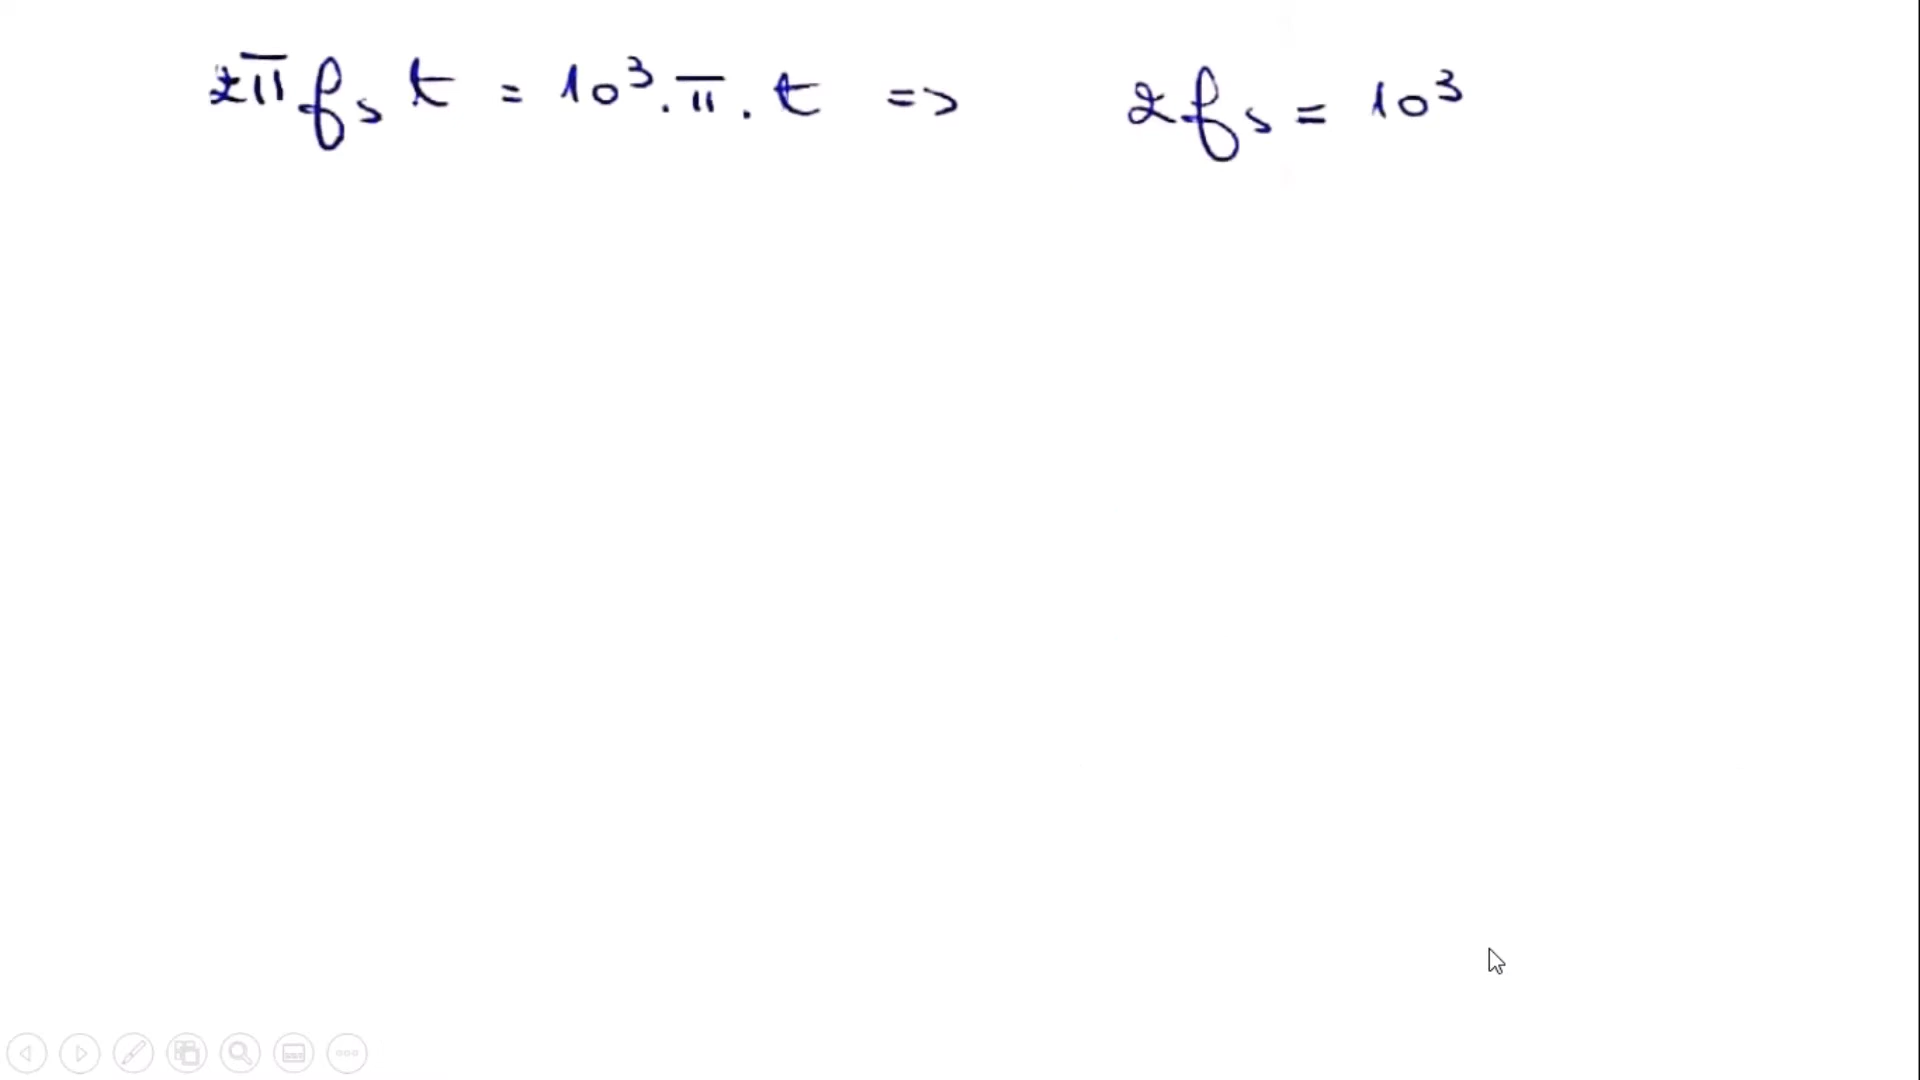 2π fs t = 10³ . π . t => 2fs = 10³